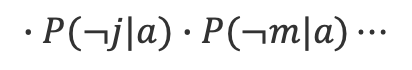 · 𝑃(¬𝑗|𝑎) · 𝑃(¬𝑚|𝑎) ⋯